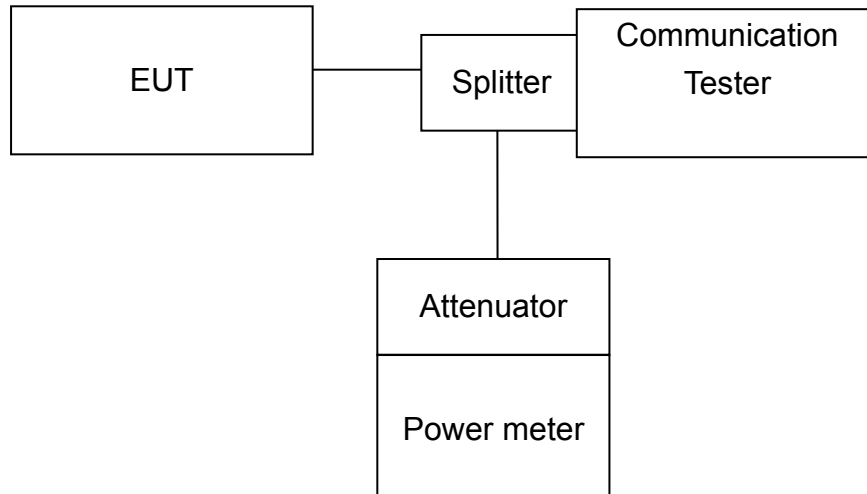 EUT
Splitter
Communication
Tester
Attenuator
Power meter